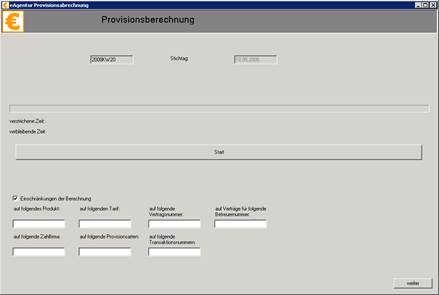 eAgentur Provisionsabrechnung
Provisionsberechnung
2008KW20 Stichtag: 19.05.2008
verstrichene Zeit:
verbleibende Zeit:
Start
Einschränkungen der Berechnung
auf folgendes Produkt: auf folgenden Tarif: auf folgende Vertragsnummer: auf Verträge für folgende Betreuernummer:
auf folgende Zahlfirma: auf folgende Provisionsarten: auf folgende Transaktionsnummern:
weiter